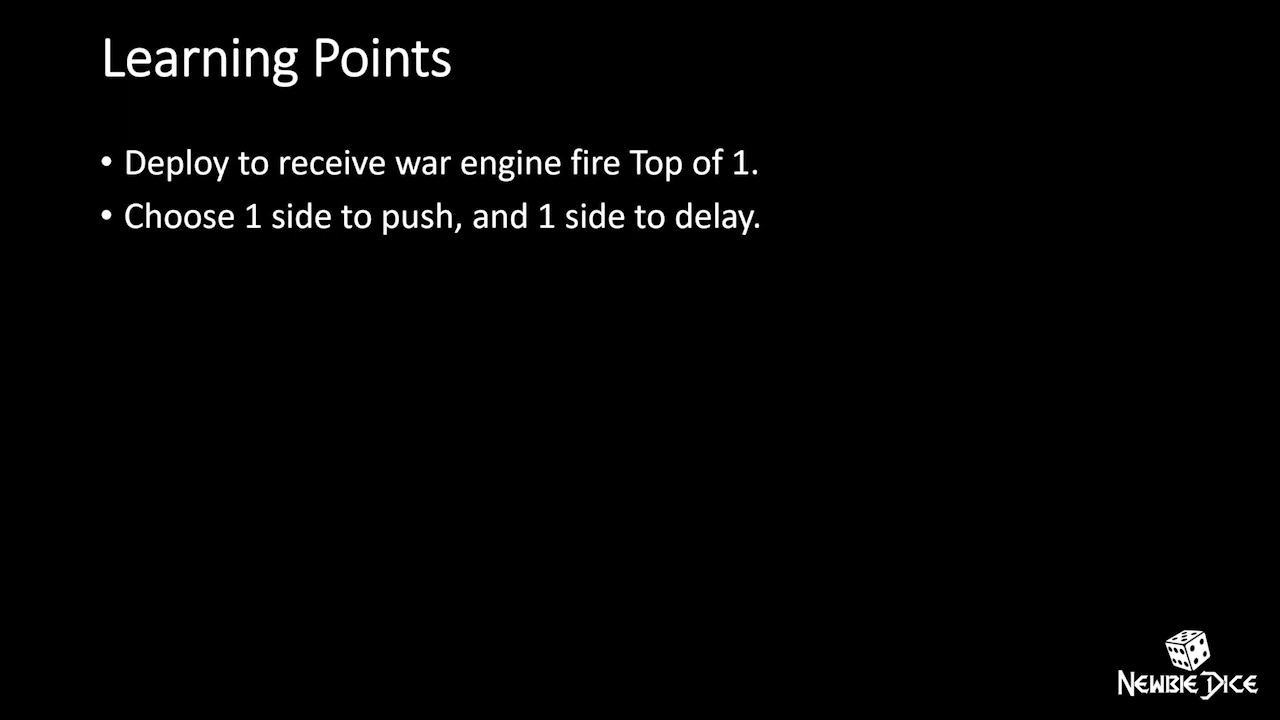 Learning Points
• Deploy to receive war engine fire Top of 1.
• Choose 1 side to push, and 1 side to delay.
NEWBIE DICE